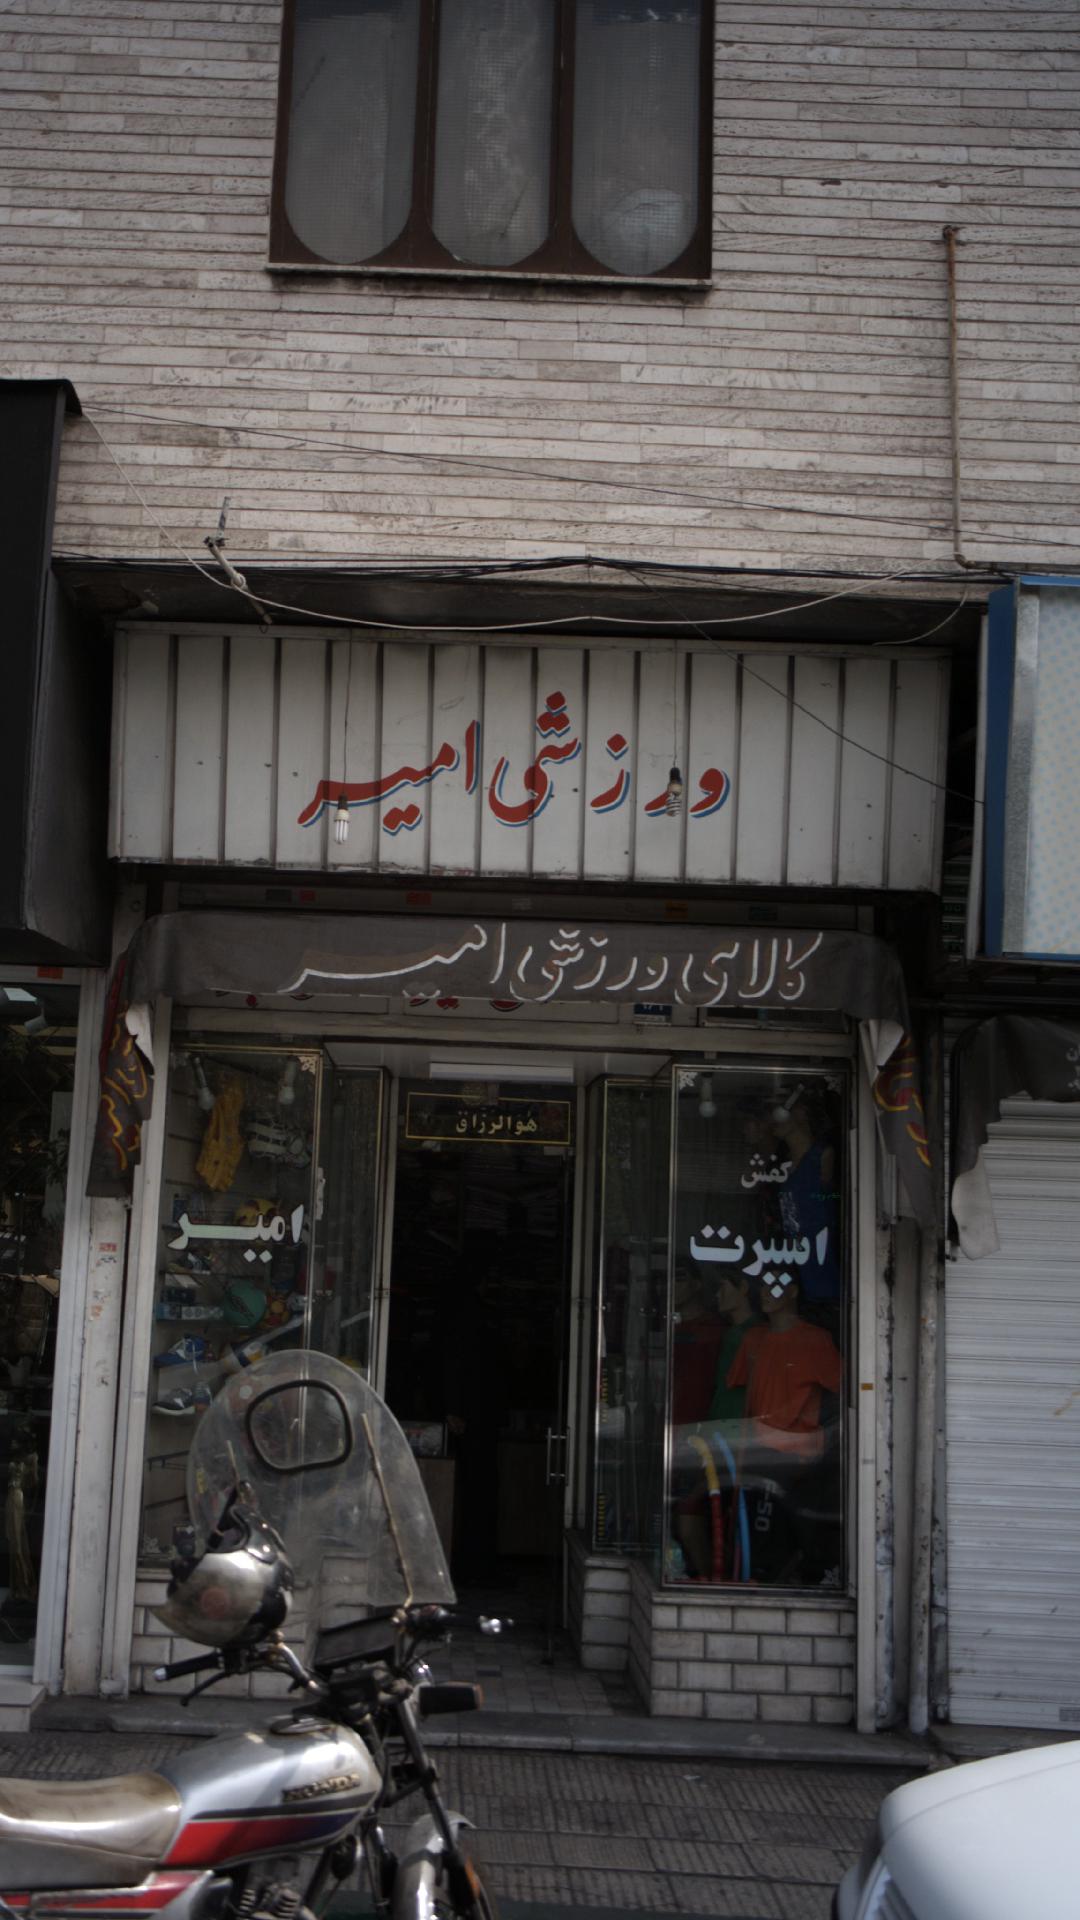 ورزشی امیر
کالای ورزشی امیر
هوالرزاق
کفش
اسپرت
امیر
HONDA